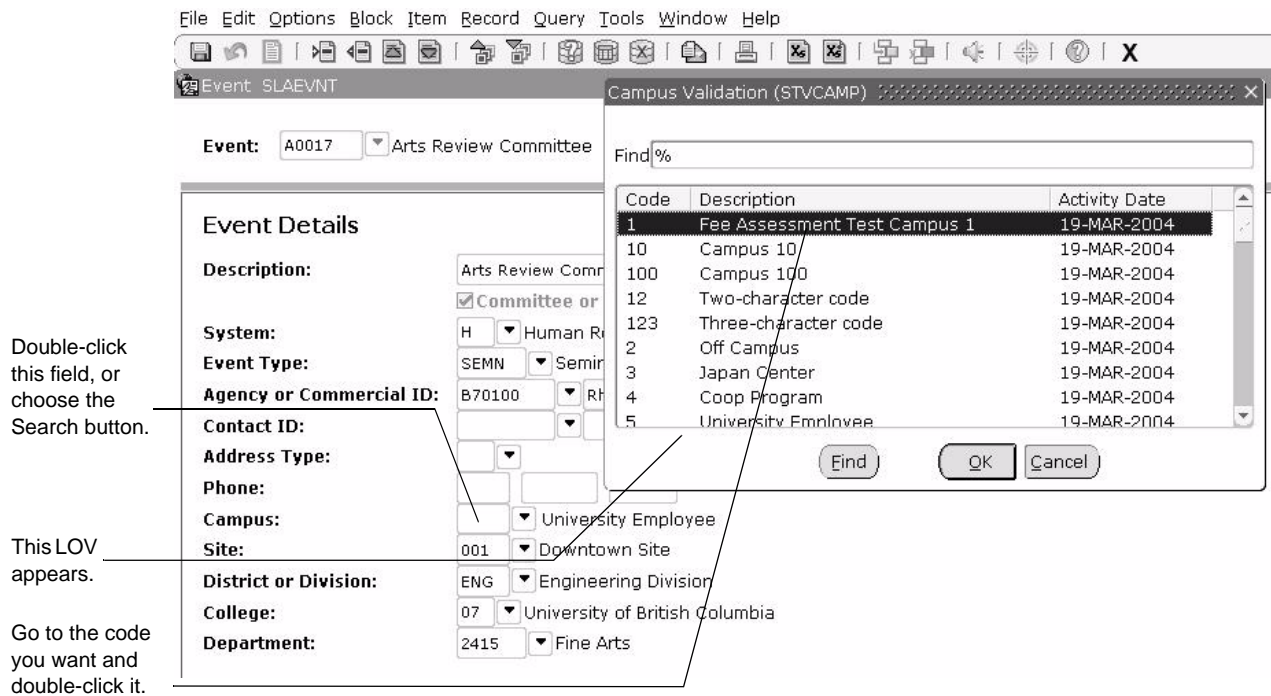 File Edit Options Block Item Record Query Tools Window Help
X
Event SLAEVNT
Event: A0017 Arts Review Committee
Event Details
Description: Arts Review Comm
Committee or
System: H Human R
Event Type: SEMN Semin
Agency or Commercial ID: B70100
Contact ID:
Address Type:
Phone:
Campus: University Employee
Site: 001 Downtown Site
District or Division: ENG Engineering Division
College: 07 University of British Columbia
Department: 2415 Fine Arts
Campus Validation (STVCAMP)
Find %
Code Description Activity Date
1 Fee Assessment Test Campus 1 19-MAR-2004
10 Campus 10 19-MAR-2004
100 Campus 100 19-MAR-2004
12 Two-character code 19-MAR-2004
123 Three-character code 19-MAR-2004
2 Off Campus 19-MAR-2004
3 Japan Center 19-MAR-2004
4 Coop Program 19-MAR-2004
5 University Employee 19-MAR-2004
Find OK Cancel
Double-click
this field, or
choose the
Search button.
This LOV
appears.
Go to the code
you want and
double-click it.